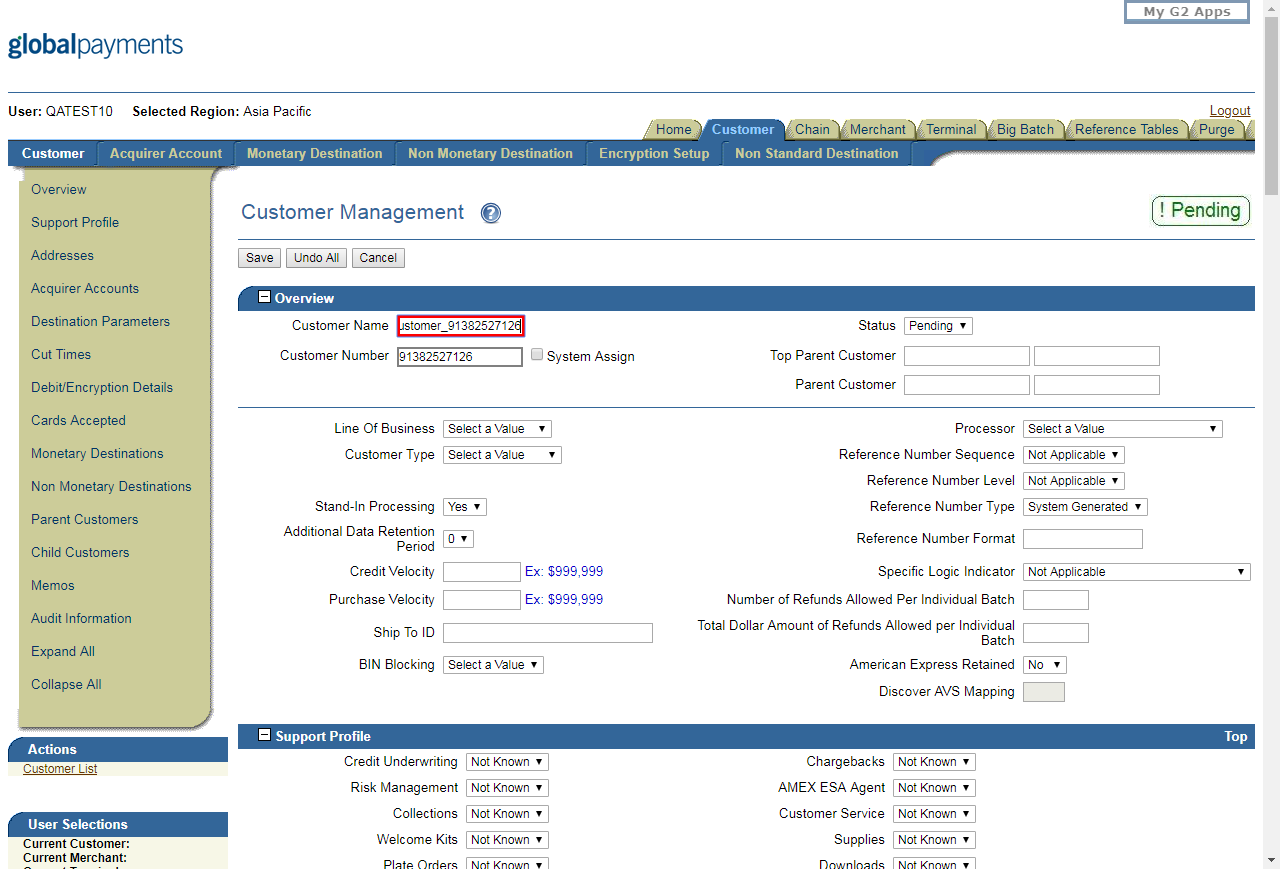 My G2 Apps
globalpayments
User: QATEST10 Selected Region: Asia Pacific
Logout
Home Customer Chain Merchant Terminal Big Batch Reference Tables Purge
Customer Acquirer Account Monetary Destination Non Monetary Destination Encryption Setup Non Standard Destination
Overview
Support Profile
Addresses
Acquirer Accounts
Destination Parameters
Cut Times
Debit/Encryption Details
Cards Accepted
Monetary Destinations
Non Monetary Destinations
Parent Customers
Child Customers
Memos
Audit Information
Expand All
Collapse All
Actions
Customer List
User Selections
Current Customer:
Current Merchant:
Customer Management ?
! Pending
Save Undo All Cancel
Overview
Customer Name ustomer_91382527126 Status Pending
Customer Number 91382527126 System Assign Top Parent Customer
Parent Customer
Line Of Business Select a Value Processor Select a Value
Customer Type Select a Value Reference Number Sequence Not Applicable
Reference Number Level Not Applicable
Stand-In Processing Yes Reference Number Type System Generated
Additional Data Retention
Period 0 Reference Number Format
Credit Velocity Ex: $999,999 Specific Logic Indicator Not Applicable
Purchase Velocity Ex: $999,999 Number of Refunds Allowed Per Individual Batch
Ship To ID Total Dollar Amount of Refunds Allowed per Individual
Batch
BIN Blocking Select a Value American Express Retained No
Discover AVS Mapping
Support Profile Top
Credit Underwriting Not Known Chargebacks Not Known
Risk Management Not Known AMEX ESA Agent Not Known
Collections Not Known Customer Service Not Known
Welcome Kits Not Known Supplies Not Known
Plate Orders Not Known Downloads Not Known